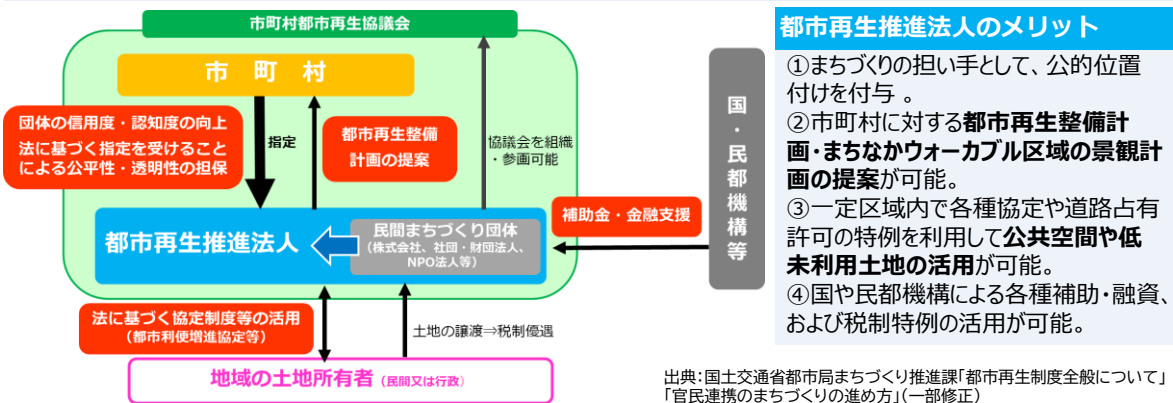 市町村都市再生協議会
市 町 村
団体の信用度・認知度の向上
法に基づく指定を受けること
による公平性・透明性の担保
指定
都市再生整備
計画の提案
協議会を組織
・参画可能
都市再生推進法人
民間まちづくり団体
(株式会社、社団・財団法人、
NPO法人等)
補助金・金融支援
国・民都機構等
法に基づく協定制度等の活用
(都市利便増進協定等)
土地の譲渡⇒税制優遇
地域の土地所有者(民間又は行政)
都市再生推進法人のメリット
①まちづくりの担い手として、公的位置
付けを付与 。
②市町村に対する都市再生整備計
画・まちなかウォーカブル区域の景観計
画の提案が可能。
③一定区域内で各種協定や道路占有
許可の特例を利用して公共空間や低
未利用土地の活用が可能。
④国や民都機構による各種補助・融資、
および税制特例の活用が可能。
出典:国土交通省都市局まちづくり推進課「都市再生制度全般について」
「官民連携のまちづくりの進め方」(一部修正)